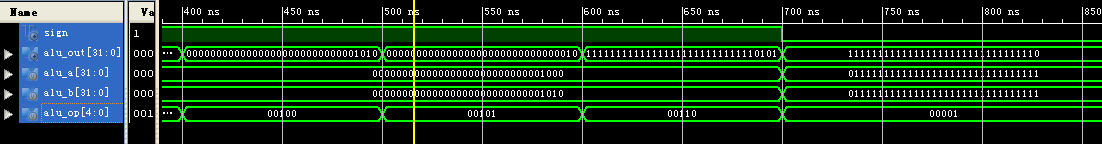 Name Va 400 ns 450 ns 500 ns 550 ns 600 ns 650 ns 700 ns 750 ns 800 ns 850
sign 1
alu_out[31:0] 000 ··· 00000000000000000000000000001010 00000000000000000000000000000010 11111111111111111111111111110101 11111111111111111111111111111110
alu_a[31:0] 000 00000000000000000000000000001000 01111111111111111111111111111111
alu_b[31:0] 000 00000000000000000000000000001010 01111111111111111111111111111111
alu_op[4:0] 001 ··· 00100 00101 00110 00001